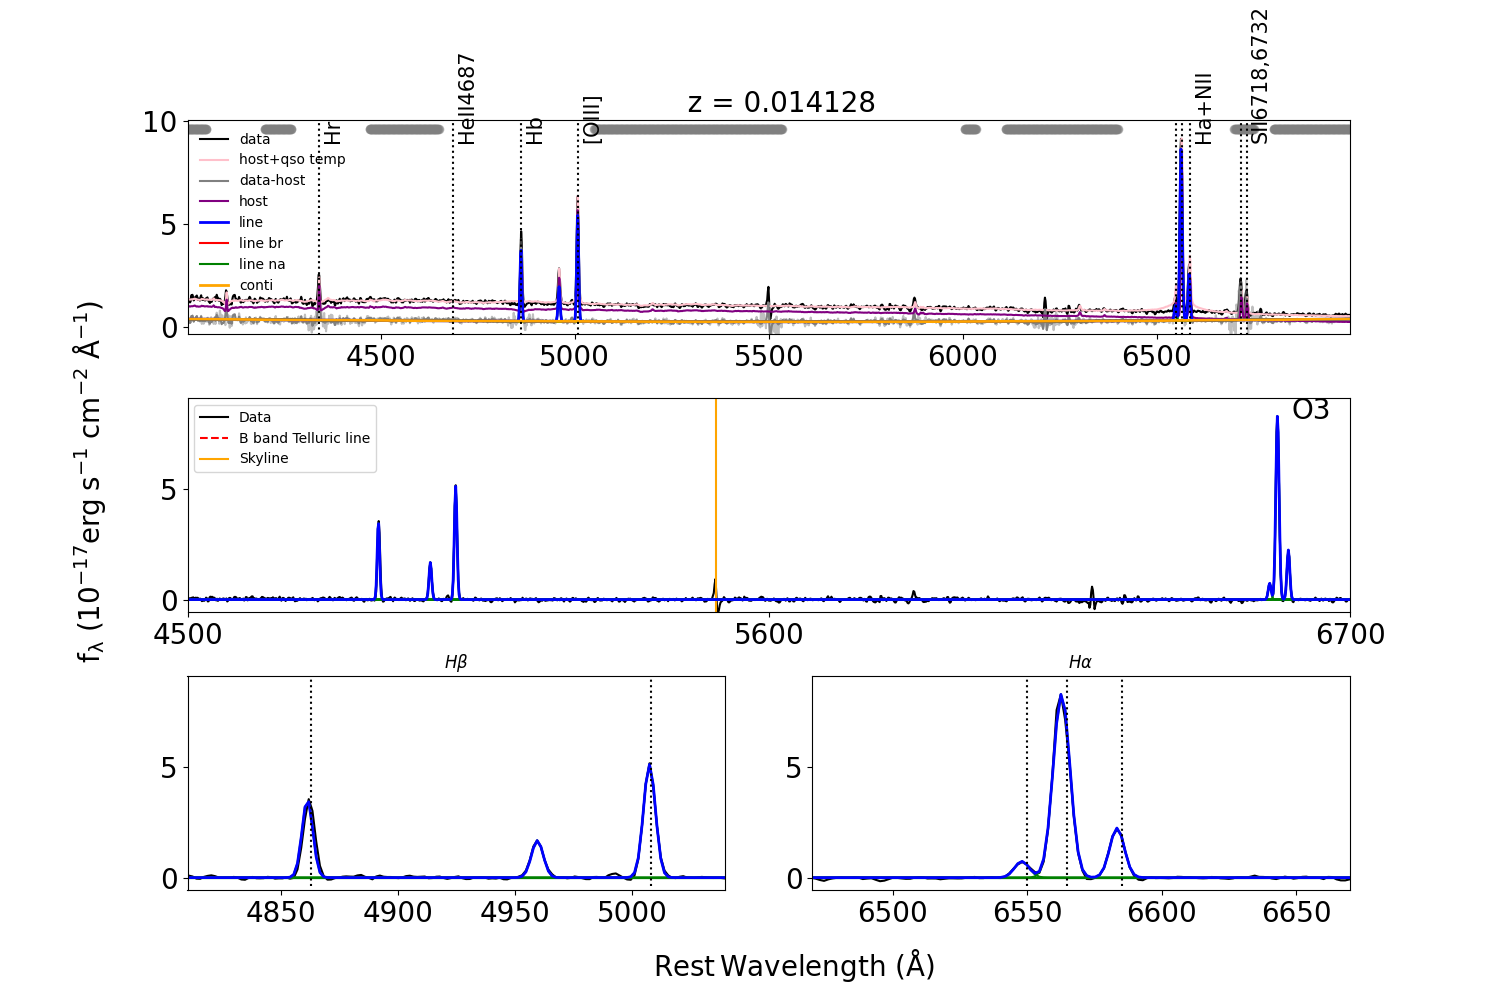 z = 0.014128
Hr
HeII4687
Hb
[OIII]
Ha+NII
SII6718,6732
10
5
0
data
host+qso temp
data-host
host
line
line br
line na
conti
4500 5000 5500 6000 6500
fλ (10⁻¹⁷erg s⁻¹ cm⁻² Å⁻¹)
O3
5
0
Data
B band Telluric line
Skyline
4500 5600 6700
Hβ
5
0
4850 4900 4950 5000
Hα
5
0
6500 6550 6600 6650
Rest Wavelength (Å)